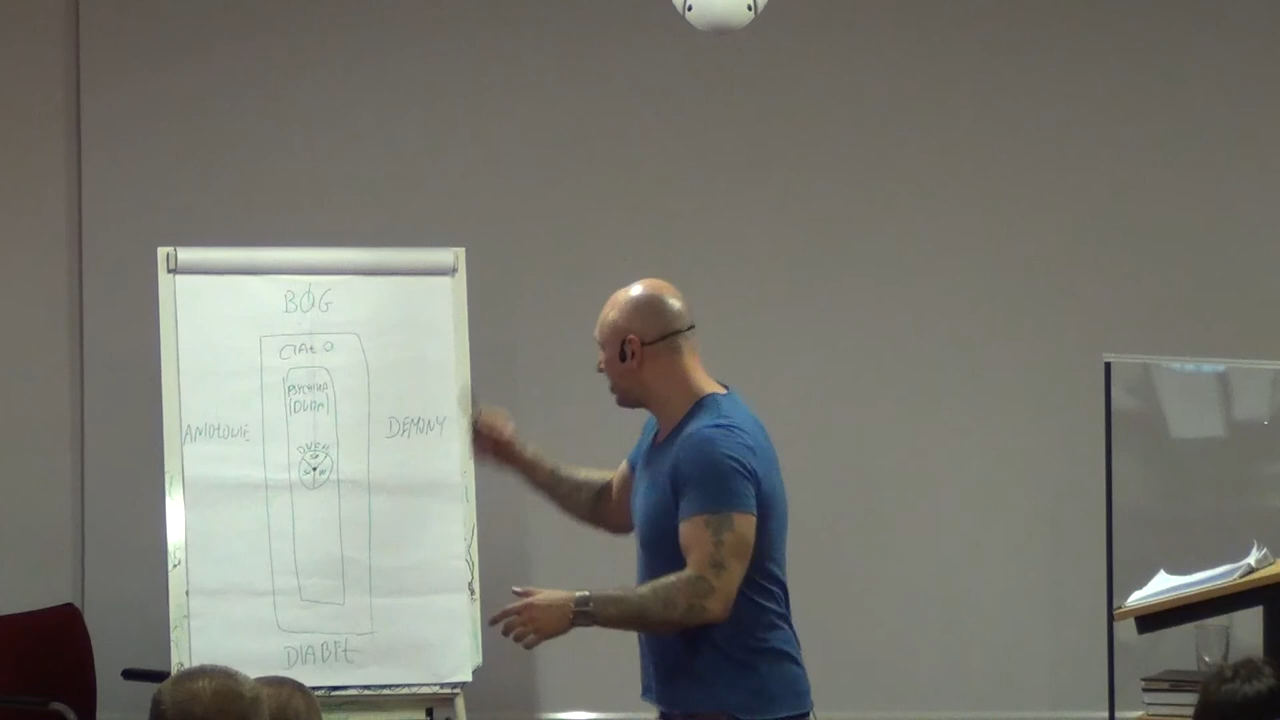 BÓG
CIAŁO
PSYCHIKA
(DUSZA)
ANIOŁOWIE
DEMONY
DUCH
DIABEŁ